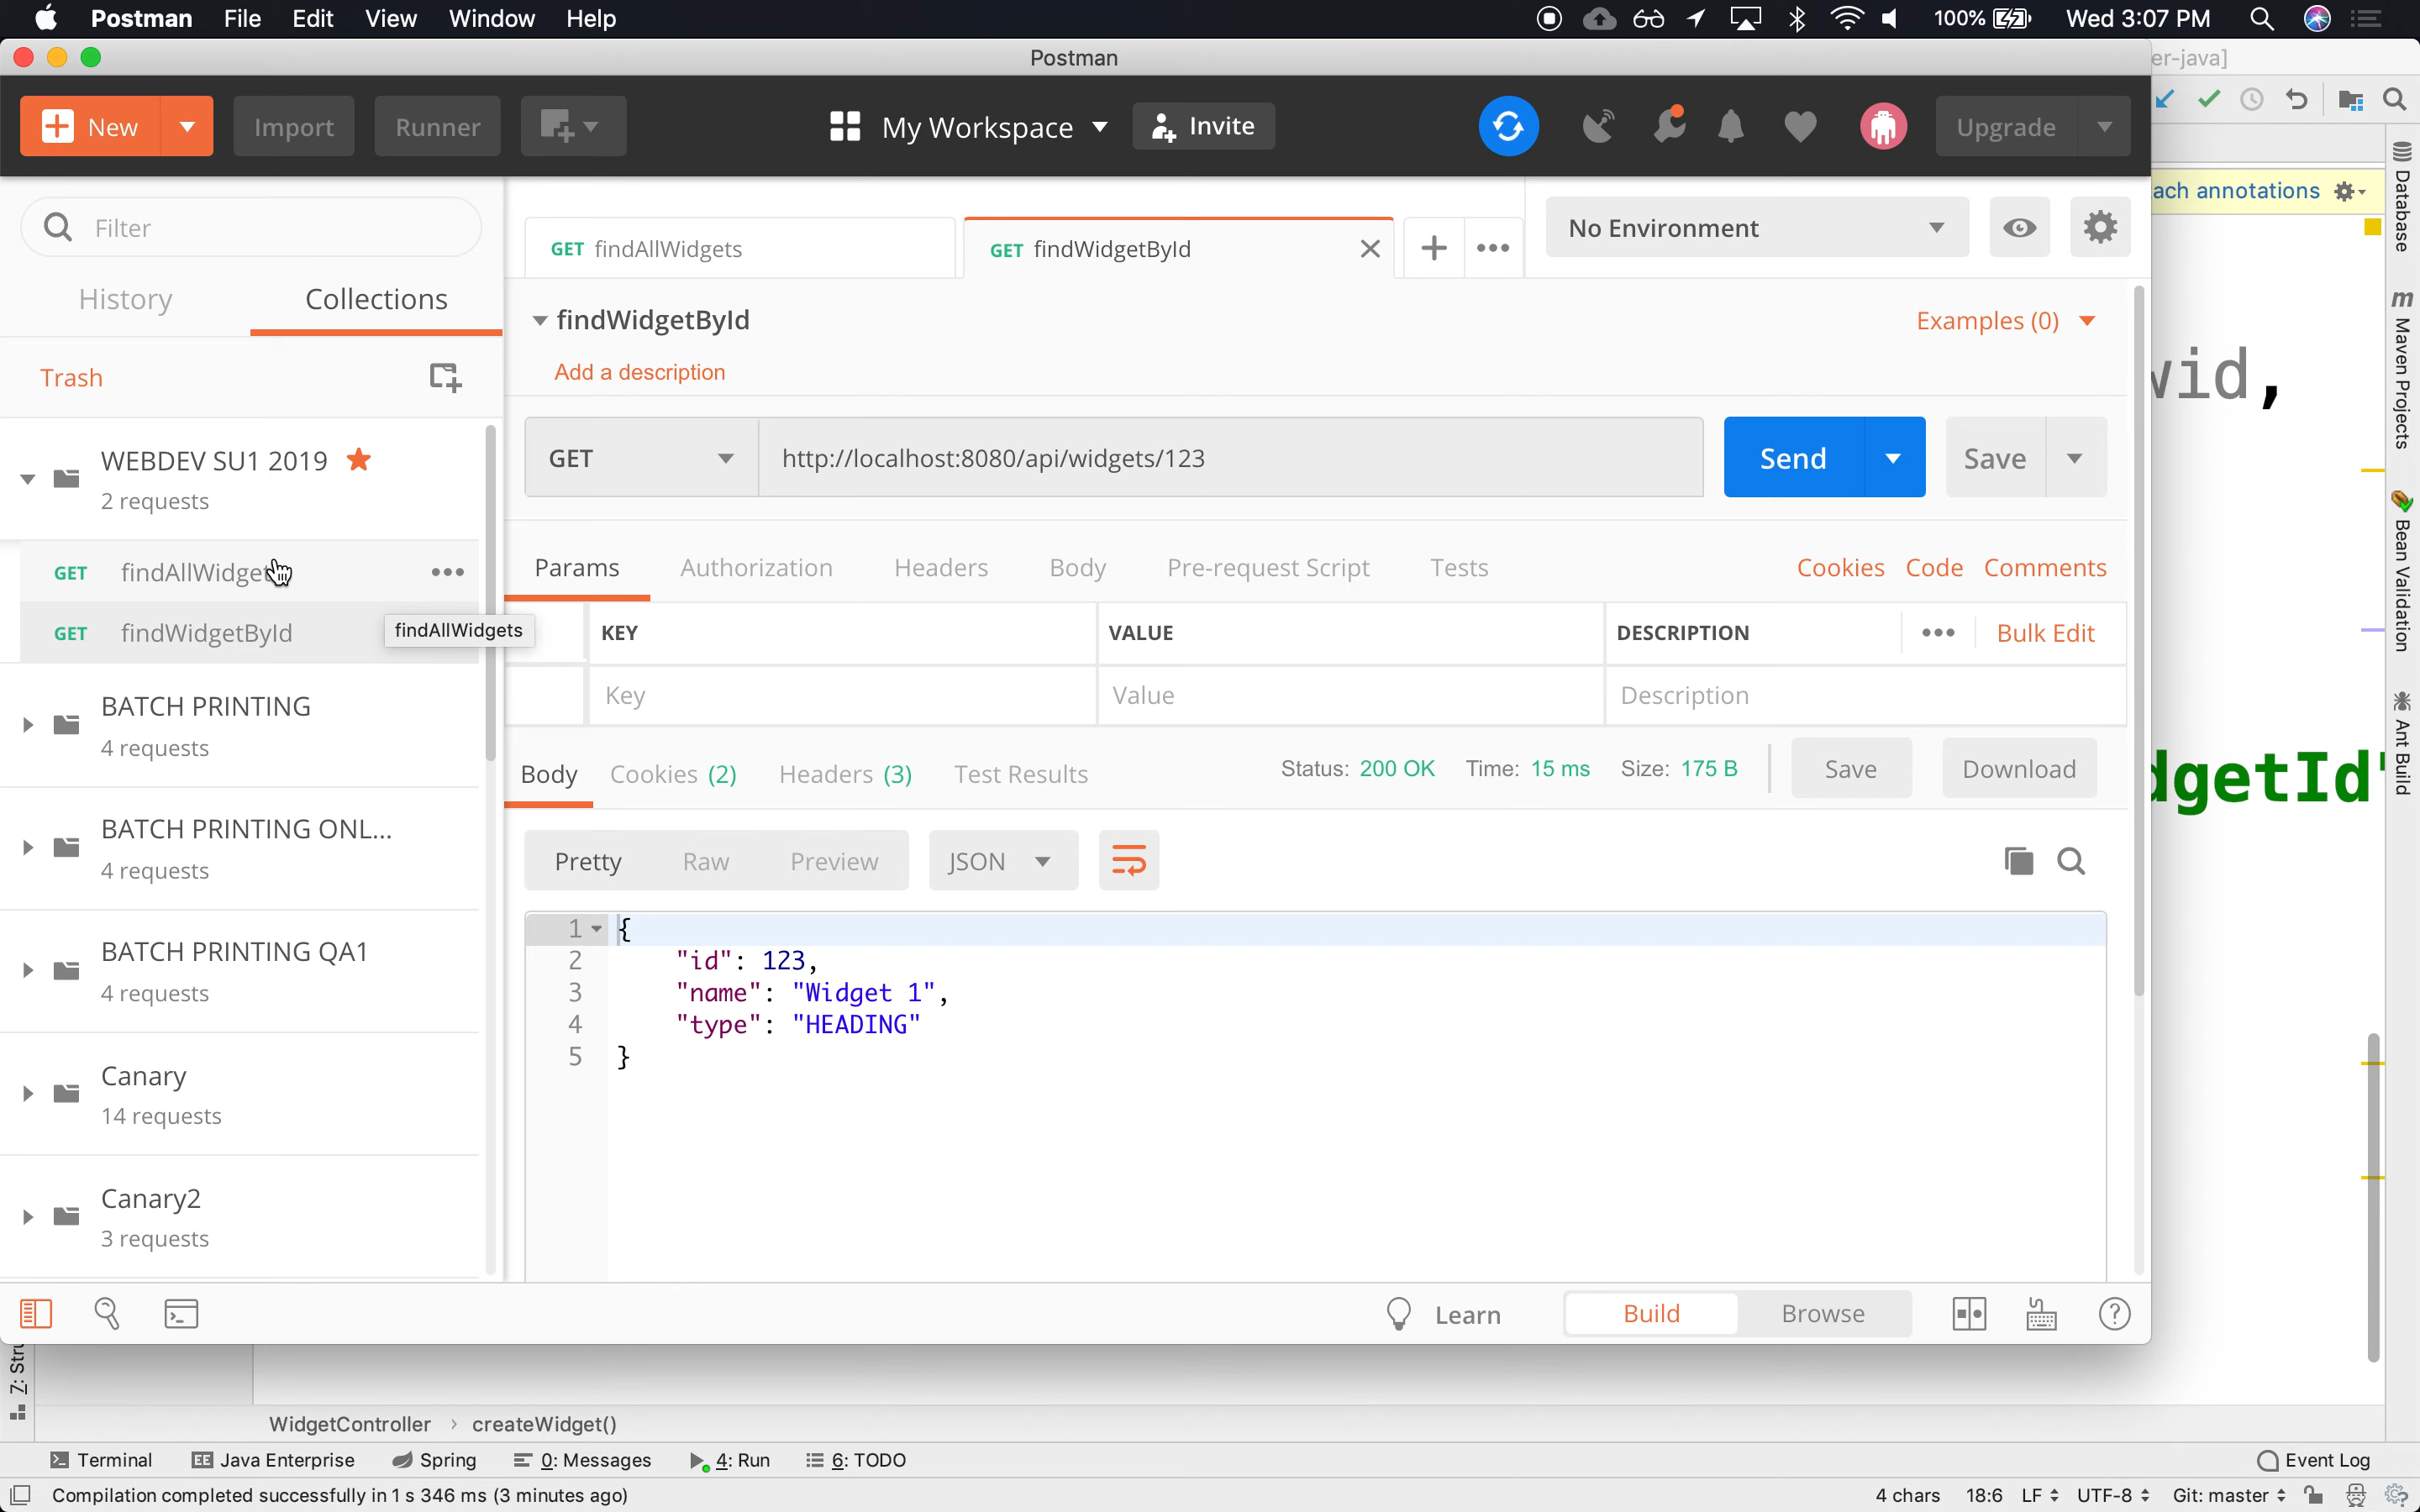 Postman File Edit View Window Help 100% Wed 3:07 PM
Postman
er-java]
New Import Runner My Workspace Invite Upgrade
ach annotations
Filter
GET findAllWidgets GET findWidgetById No Environment
History Collections
findWidgetById Examples (0)
Trash
Add a description
WEBDEV SU1 2019
2 requests
GET http://localhost:8080/api/widgets/123 Send Save
wid,
Params Authorization Headers Body Pre-request Script Tests Cookies Code Comments
GET findAllWidget
GET findWidgetById
findAllWidgets
KEY VALUE DESCRIPTION Bulk Edit
Key Value Description
BATCH PRINTING
4 requests
Body Cookies (2) Headers (3) Test Results Status: 200 OK Time: 15 ms Size: 175 B Save Download
dgetId"
BATCH PRINTING ONL...
4 requests
Pretty Raw Preview JSON
1 {
2 "id": 123,
3 "name": "Widget 1",
4 "type": "HEADING"
5 }
BATCH PRINTING QA1
4 requests
Canary
14 requests
Canary2
3 requests
Learn Build Browse
Database
m Maven Projects
Bean Validation
Ant Build
Z: Stru
WidgetController › createWidget()
Terminal Java Enterprise Spring 0: Messages 4: Run 6: TODO Event Log
Compilation completed successfully in 1 s 346 ms (3 minutes ago) 4 chars 18:6 LF UTF-8 Git: master